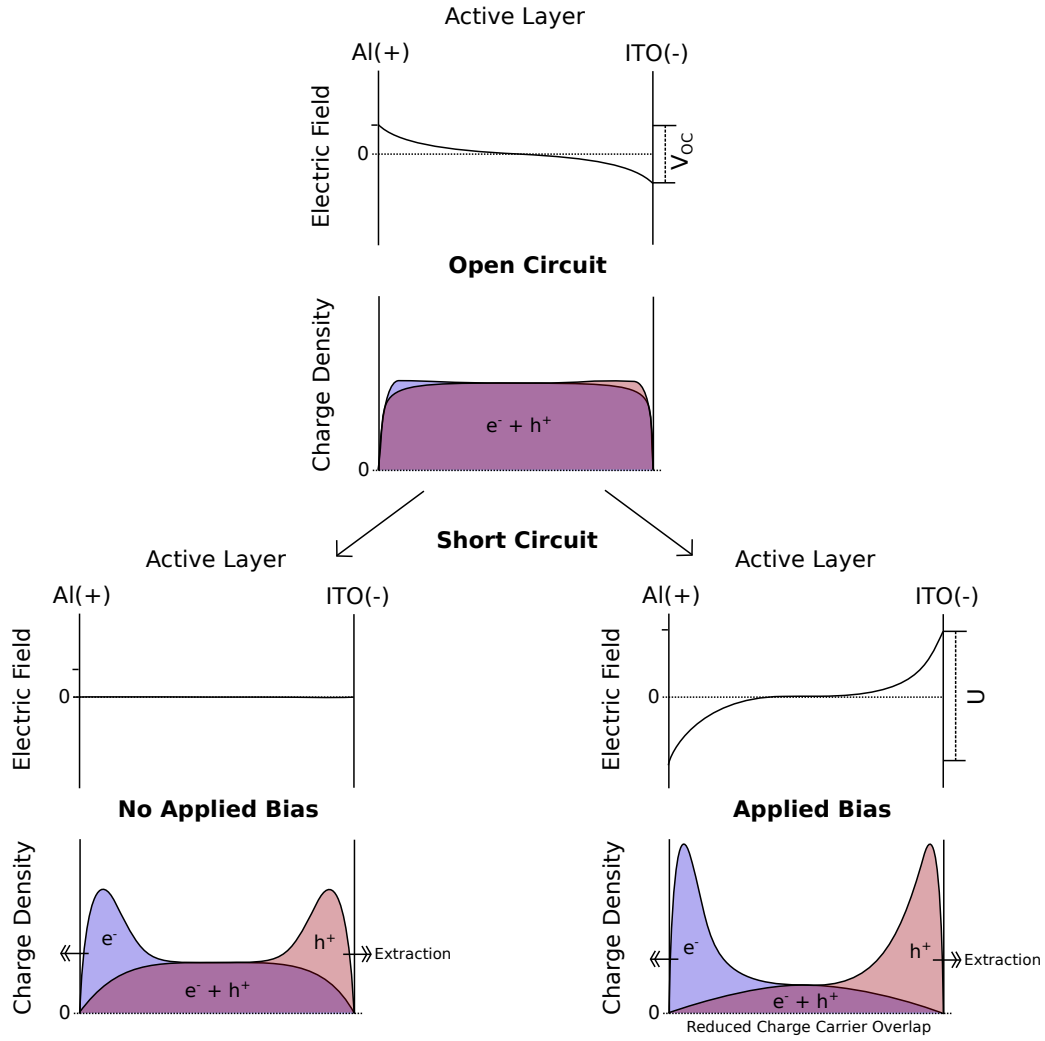 Active Layer
Al(+)
ITO(-)
Electric Field
0
V_OC
Open Circuit
Charge Density
e⁻ + h⁺
0
Short Circuit
Active Layer
Al(+)
ITO(-)
Electric Field
0
No Applied Bias
Charge Density
e⁻
h⁺
Extraction
e⁻ + h⁺
0
Active Layer
Al(+)
ITO(-)
Electric Field
0
U
Applied Bias
Charge Density
e⁻
h⁺
Extraction
e⁻ + h⁺
0
Reduced Charge Carrier Overlap